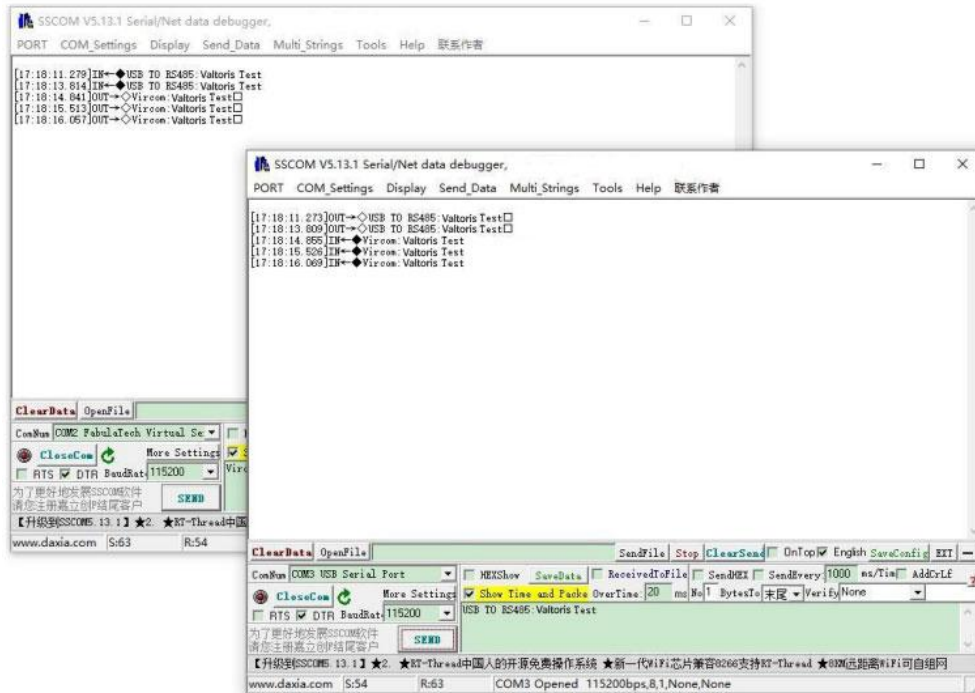 SSCOM V5.13.1 Serial/Net data debugger,
PORT COM_Settings Display Send_Data Multi_Strings Tools Help 联系作者
[17:18:11.279]IN←◆USB TO RS485:Valtoris Test
[17:18:13.814]IN←◆USB TO RS485:Valtoris Test
[17:18:14.841]OUT→◇Vircom:Valtoris Test□
[17:18:15.513]OUT→◇Vircom:Valtoris Test□
[17:18:16.057]OUT→◇Vircom:Valtoris Test□
ClearData OpenFile
ComNum COM2 FabulaTech Virtual Se
CloseCom More Settings
RTS DTR BaudRat 115200
Virc
为了更好地发展SSCOM软件
请您注册嘉立创F结尾客户
SEND
【升级到SSCOM5.13.1】★2. ★RT-Thread中国
www.daxia.com S:63 R:54
SSCOM V5.13.1 Serial/Net data debugger,
PORT COM_Settings Display Send_Data Multi_Strings Tools Help 联系作者
[17:18:11.273]OUT→◇USB TO RS485:Valtoris Test□
[17:18:13.809]OUT→◇USB TO RS485:Valtoris Test□
[17:18:14.855]IN←◆Vircom:Valtoris Test
[17:18:15.526]IN←◆Vircom:Valtoris Test
[17:18:16.069]IN←◆Vircom:Valtoris Test
ClearData OpenFile SendFile Stop ClearSend OnTop English SaveConfig EXT —
ComNum COM3 USB Serial Port HEXShow SaveData ReceivedToFile SendHEX SendEvery: 1000 ms/Tim AddCrLf
CloseCom More Settings Show Time and Packe OverTime: 20 ms No 1 BytesTo 末尾 Verify None
RTS DTR BaudRat 115200 USB TO RS485:Valtoris Test
为了更好地发展SSCOM软件
请您注册嘉立创F结尾客户
SEND
【升级到SSCOM5.13.1】★2. ★RT-Thread中国人的开源免费操作系统 ★新一代WiFi芯片兼容8266支持RT-Thread ★8KM远距离WiFi可自组网
www.daxia.com S:54 R:63 COM3 Opened 115200bps,8,1,None,None